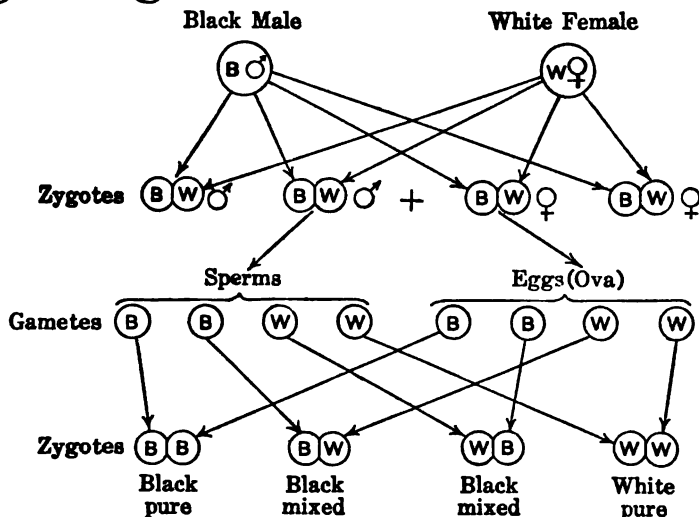 Black Male White Female
B ♂ W ♀
Zygotes B W ♂ B W ♂ + B W ♀ B W ♀
Sperms Eggs (Ova)
Gametes B B W W B B W W
Zygotes B B B W W B W W
Black Black Black White
pure mixed mixed pure